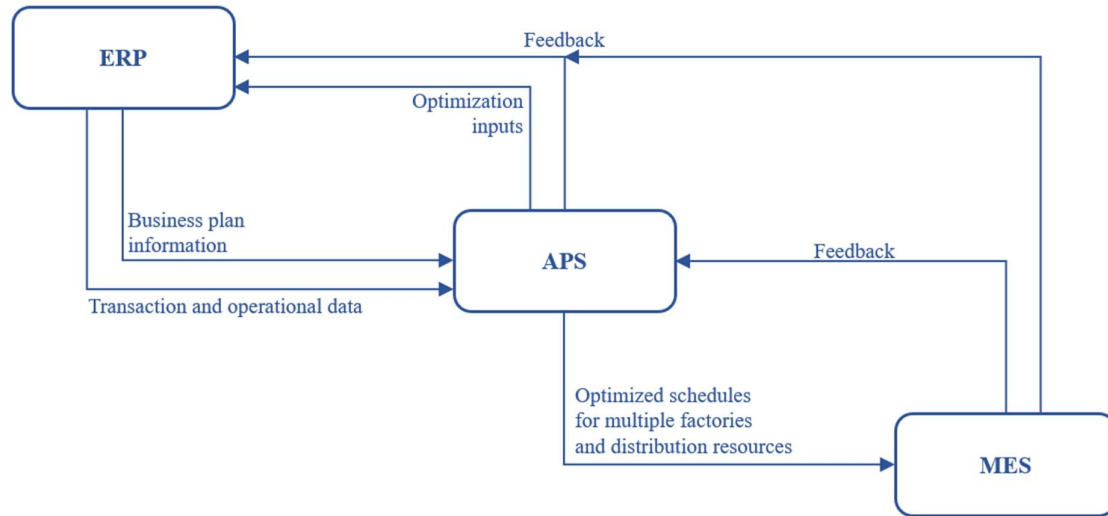 ERP
Feedback
Optimization
inputs
Business plan
information
APS
Feedback
Transaction and operational data
Optimized schedules
for multiple factories
and distribution resources
MES